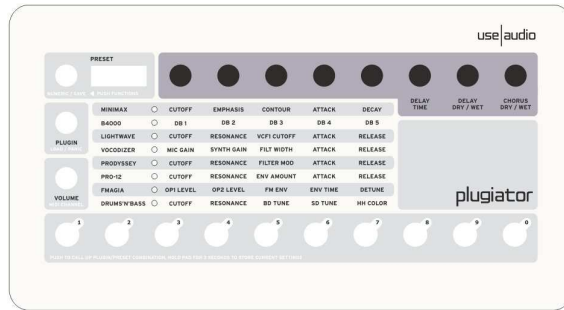 use|audio
PRESET
DELAY TIME
DELAY DRY / WET
CHORUS DRY / WET
MINIMAX CUTOFF EMPHASIS CONTOUR ATTACK DECAY
B4000 DB 1 DB 2 DB 3 DB 4 DB 5
PLUGIN
LIGHTWAVE CUTOFF RESONANCE VCF1 CUTOFF ATTACK RELEASE
VOCODIZER MIC GAIN SYNTH GAIN FILT WIDTH ATTACK RELEASE
PRODYSSEY CUTOFF RESONANCE FILTER MOD ATTACK RELEASE
PRO-12 CUTOFF RESONANCE ENV AMOUNT ATTACK RELEASE
VOLUME
FMAGIA OP1 LEVEL OP2 LEVEL FM ENV ENV TIME DETUNE
DRUMS'N'BASS CUTOFF RESONANCE BD TUNE SD TUNE HH COLOR
plugiator
1 2 3 4 5 6 7 8 9 0